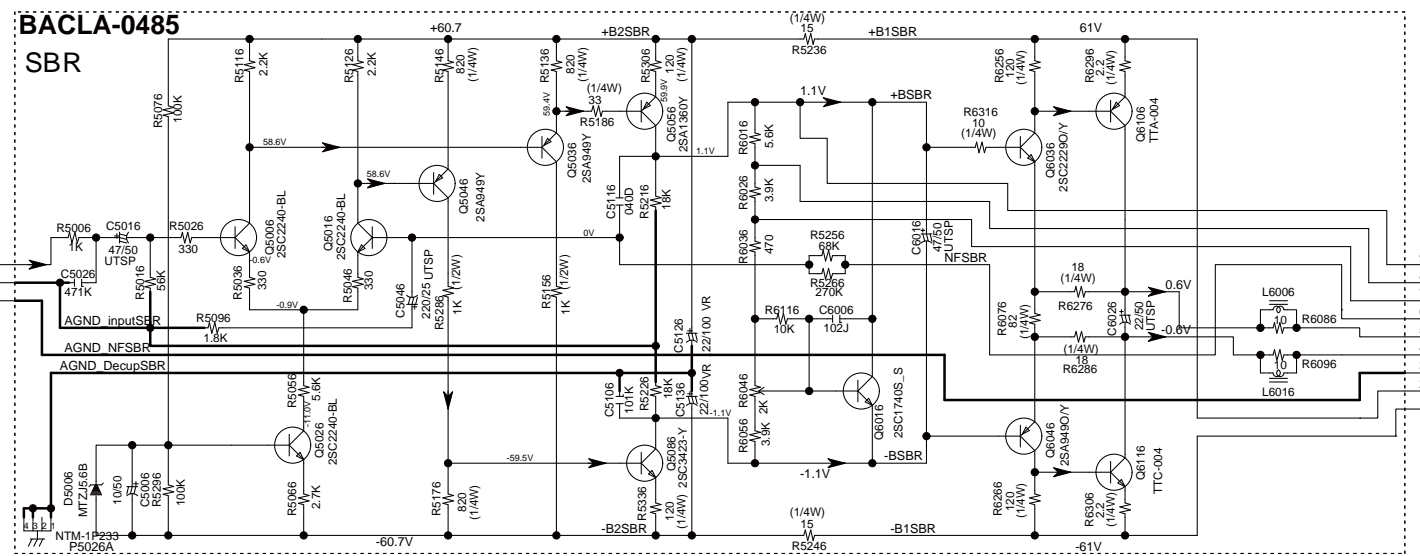 BACLA-0485
SBR
+60.7
+B2SBR
(1/4W)
15
R5236
+B1SBR
61V
R5076
100K
R5116
2.2K
R5126
2.2K
R5146
820
(1/4W)
R5136
820
(1/4W)
59.4V
(1/4W)
33
R5186
R5306
120
(1/4W)
59.9V
Q5056
2SA1360Y
1.1V
+BSBR
R6256
120
(1/4W)
R6296
2.2
(1/4W)
R6316
10
(1/4W)
Q6036
2SC2229O/Y
Q6106
TTA-004
58.6V
58.6V
Q5046
2SA949Y
Q5036
2SA949Y
1.1V
C5116
040D
R5216
18K
R6016
5.6K
R6026
3.9K
R6036
470
R5006
1K
C5016
47/50
UTSP
R5026
330
Q5006
2SC2240-BL
Q5016
2SC2240-BL
0V
C5026
471K
R5016
56K
-0.6V
R5036
330
R5046
330
-0.9V
C5046
220/25 UTSP
R5286
1K (1/2W)
R5156
1K (1/2W)
R5256
68K
R5266
270K
C6016
47/50
UTSP
NFSBR
18
(1/4W)
R6276
0.6V
AGND_inputSBR
R5096
1.8K
C5126
22/100 VR
R6116
10K
C6006
102J
R6076
82
(1/4W)
C6026
22/50
UTSP
-0.6V
L6006
10
R6086
AGND_NFSBR
AGND_DecupSBR
(1/4W)
18
R6286
10
R6096
L6016
R5056
5.6K
-11.0V
C5106
101K
R5226
18K
C5136
22/100VR
-1.1V
R6046
2K
R6056
3.9K
Q6016
2SC1740S_S
Q5026
2SC2240-BL
-59.5V
Q5086
2SC3423-Y
-1.1V
-BSBR
Q6046
2SA949O/Y
Q6116
TTC-004
D5006
MTZJ5.6B
10/50
C5006
R5296
100K
R5066
2.7K
R5176
820
(1/4W)
R5336
120
(1/4W)
R6266
120
(1/4W)
R6306
2.2
(1/4W)
4 3 2 1
NTM-1P233
P5026A
-60.7V
-B2SBR
(1/4W)
15
R5246
-B1SBR
-61V